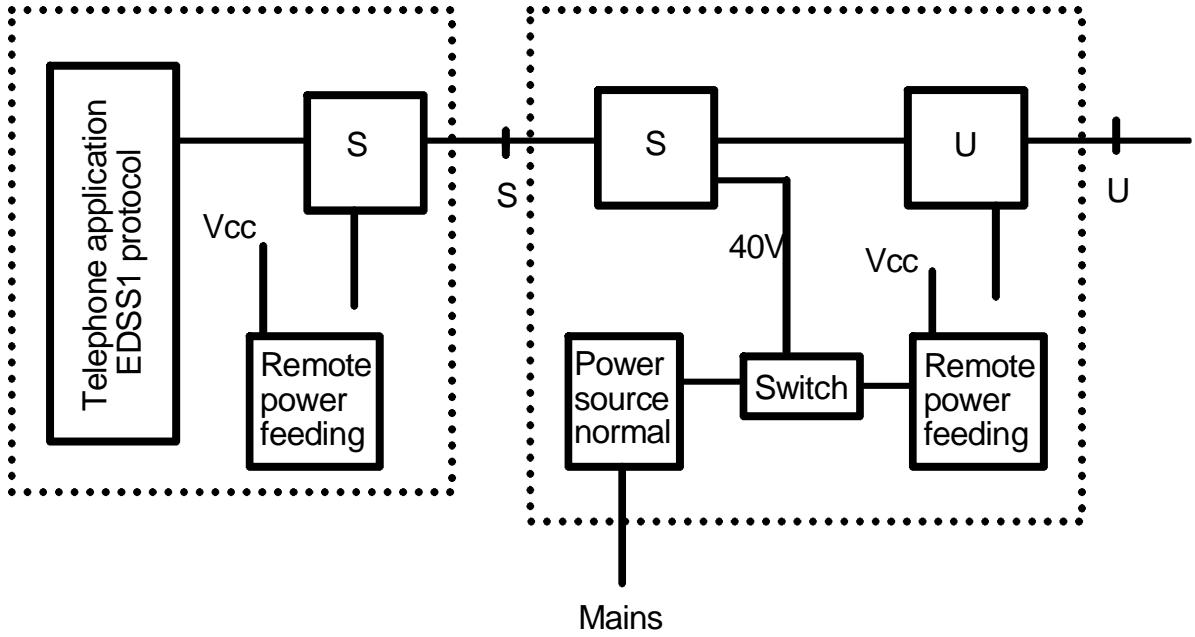 Telephone application
EDSS1 protocol
S
Vcc
Remote
power
feeding
S
S
U
U
40V
Vcc
Power
source
normal
Switch
Remote
power
feeding
Mains